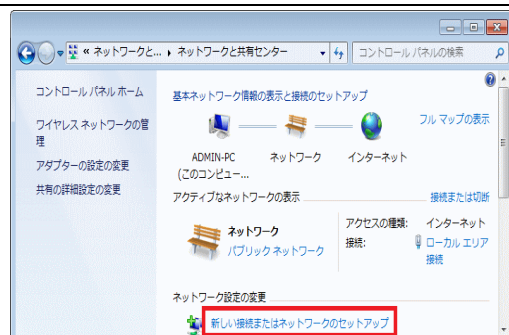 « ネットワークと... ▸ ネットワークと共有センター
コントロール パネルの検索
コントロール パネル ホーム
ワイヤレス ネットワークの管
理
アダプターの設定の変更
共有の詳細設定の変更
基本ネットワーク情報の表示と接続のセットアップ
フル マップの表示
ADMIN-PC
(このコンピュー...
ネットワーク
インターネット
アクティブなネットワークの表示
接続または切断
ネットワーク
パブリック ネットワーク
アクセスの種類: インターネット
接続: ローカル エリア
接続
ネットワーク設定の変更
新しい接続またはネットワークのセットアップ